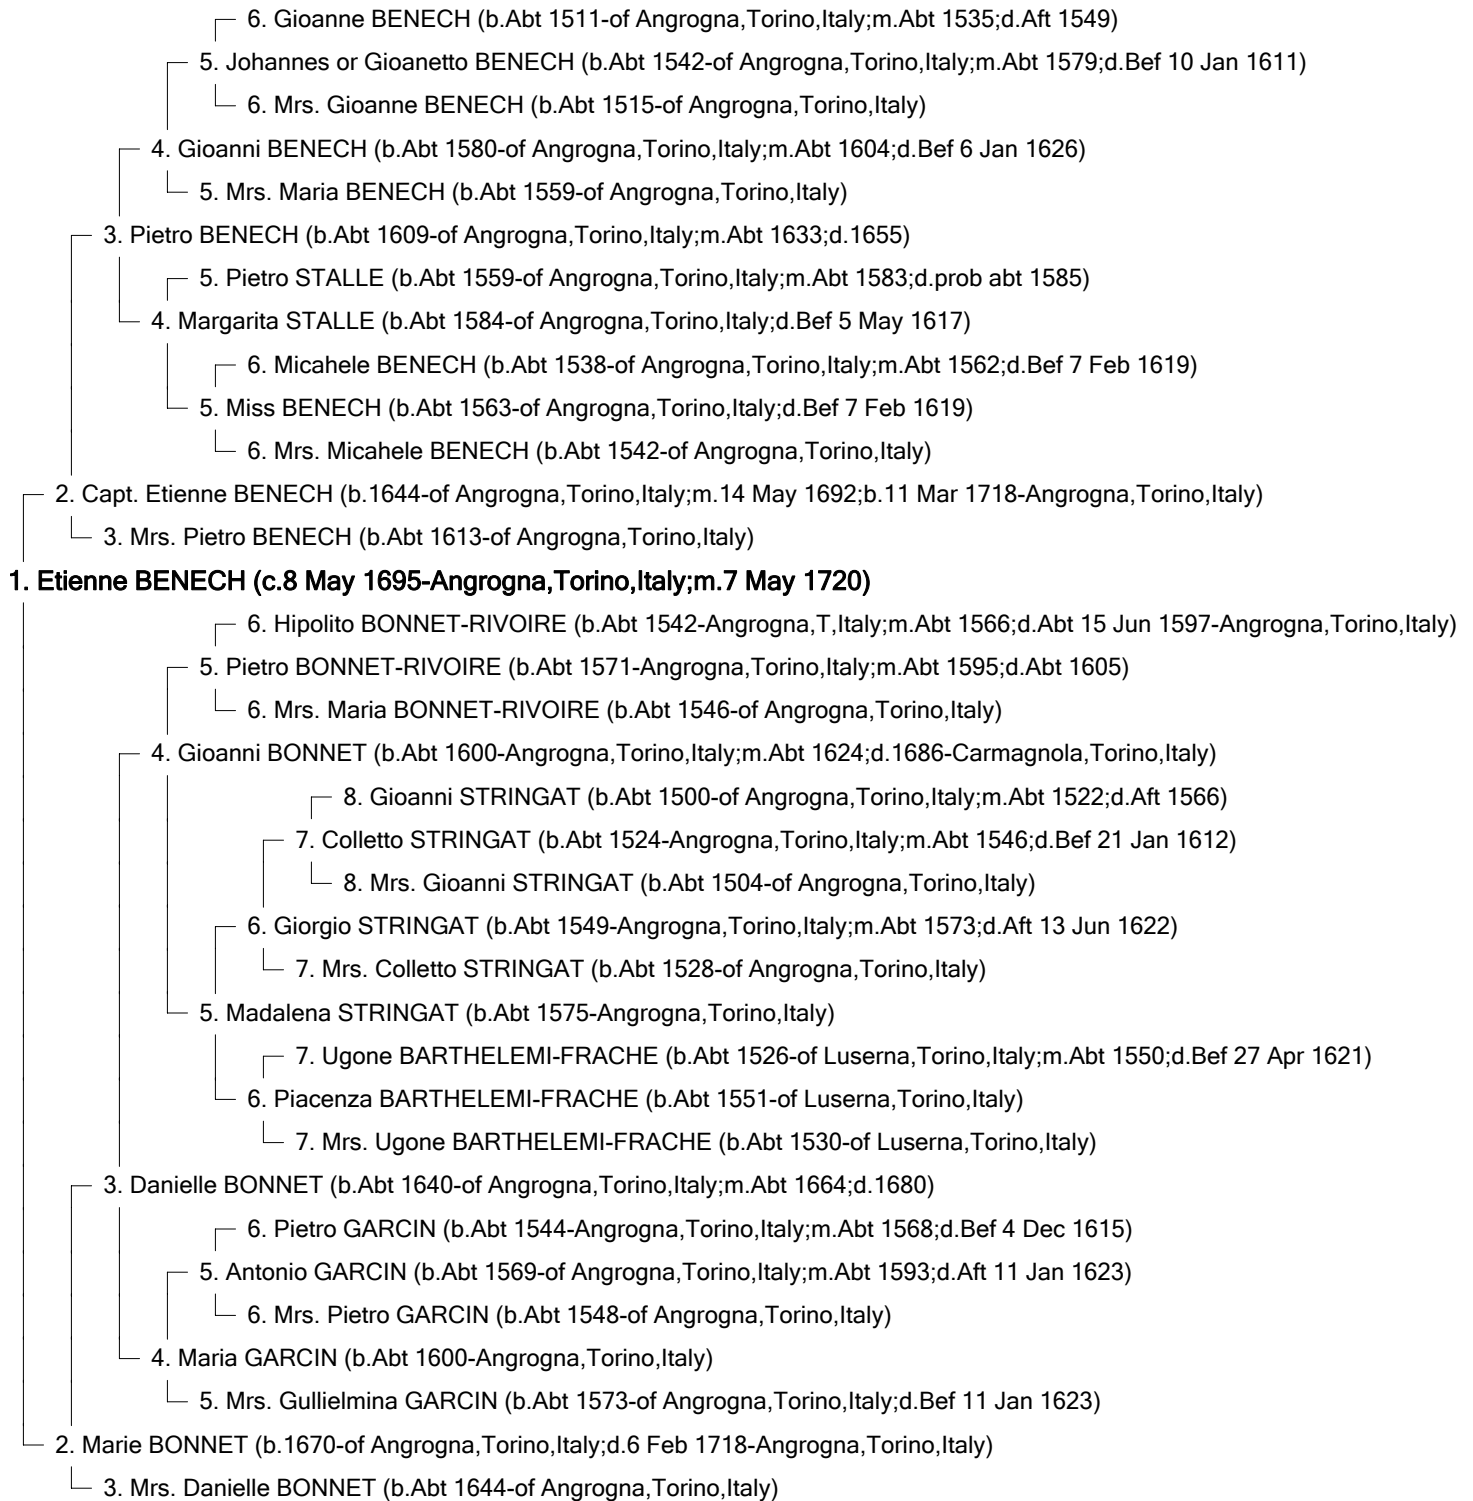 6. Gioanne BENECH (b.Abt 1511-of Angrogna,Torino,Italy;m.Abt 1535;d.Aft 1549)
5. Johannes or Gioanetto BENECH (b.Abt 1542-of Angrogna,Torino,Italy;m.Abt 1579;d.Bef 10 Jan 1611)
6. Mrs. Gioanne BENECH (b.Abt 1515-of Angrogna,Torino,Italy)
4. Gioanni BENECH (b.Abt 1580-of Angrogna,Torino,Italy;m.Abt 1604;d.Bef 6 Jan 1626)
5. Mrs. Maria BENECH (b.Abt 1559-of Angrogna,Torino,Italy)
3. Pietro BENECH (b.Abt 1609-of Angrogna,Torino,Italy;m.Abt 1633;d.1655)
5. Pietro STALLE (b.Abt 1559-of Angrogna,Torino,Italy;m.Abt 1583;d.prob abt 1585)
4. Margarita STALLE (b.Abt 1584-of Angrogna,Torino,Italy;d.Bef 5 May 1617)
6. Micahele BENECH (b.Abt 1538-of Angrogna,Torino,Italy;m.Abt 1562;d.Bef 7 Feb 1619)
5. Miss BENECH (b.Abt 1563-of Angrogna,Torino,Italy;d.Bef 7 Feb 1619)
6. Mrs. Micahele BENECH (b.Abt 1542-of Angrogna,Torino,Italy)
2. Capt. Etienne BENECH (b.1644-of Angrogna,Torino,Italy;m.14 May 1692;b.11 Mar 1718-Angrogna,Torino,Italy)
3. Mrs. Pietro BENECH (b.Abt 1613-of Angrogna,Torino,Italy)
1. Etienne BENECH (c.8 May 1695-Angrogna,Torino,Italy;m.7 May 1720)
6. Hipolito BONNET-RIVOIRE (b.Abt 1542-Angrogna,T,Italy;m.Abt 1566;d.Abt 15 Jun 1597-Angrogna,Torino,Italy)
5. Pietro BONNET-RIVOIRE (b.Abt 1571-Angrogna,Torino,Italy;m.Abt 1595;d.Abt 1605)
6. Mrs. Maria BONNET-RIVOIRE (b.Abt 1546-of Angrogna,Torino,Italy)
4. Gioanni BONNET (b.Abt 1600-Angrogna,Torino,Italy;m.Abt 1624;d.1686-Carmagnola,Torino,Italy)
8. Gioanni STRINGAT (b.Abt 1500-of Angrogna,Torino,Italy;m.Abt 1522;d.Aft 1566)
7. Colletto STRINGAT (b.Abt 1524-Angrogna,Torino,Italy;m.Abt 1546;d.Bef 21 Jan 1612)
8. Mrs. Gioanni STRINGAT (b.Abt 1504-of Angrogna,Torino,Italy)
6. Giorgio STRINGAT (b.Abt 1549-Angrogna,Torino,Italy;m.Abt 1573;d.Aft 13 Jun 1622)
7. Mrs. Colletto STRINGAT (b.Abt 1528-of Angrogna,Torino,Italy)
5. Madalena STRINGAT (b.Abt 1575-Angrogna,Torino,Italy)
7. Ugone BARTHELEMI-FRACHE (b.Abt 1526-of Luserna,Torino,Italy;m.Abt 1550;d.Bef 27 Apr 1621)
6. Piacenza BARTHELEMI-FRACHE (b.Abt 1551-of Luserna,Torino,Italy)
7. Mrs. Ugone BARTHELEMI-FRACHE (b.Abt 1530-of Luserna,Torino,Italy)
3. Danielle BONNET (b.Abt 1640-of Angrogna,Torino,Italy;m.Abt 1664;d.1680)
6. Pietro GARCIN (b.Abt 1544-Angrogna,Torino,Italy;m.Abt 1568;d.Bef 4 Dec 1615)
5. Antonio GARCIN (b.Abt 1569-of Angrogna,Torino,Italy;m.Abt 1593;d.Aft 11 Jan 1623)
6. Mrs. Pietro GARCIN (b.Abt 1548-of Angrogna,Torino,Italy)
4. Maria GARCIN (b.Abt 1600-Angrogna,Torino,Italy)
5. Mrs. Gullielmina GARCIN (b.Abt 1573-of Angrogna,Torino,Italy;d.Bef 11 Jan 1623)
2. Marie BONNET (b.1670-of Angrogna,Torino,Italy;d.6 Feb 1718-Angrogna,Torino,Italy)
3. Mrs. Danielle BONNET (b.Abt 1644-of Angrogna,Torino,Italy)